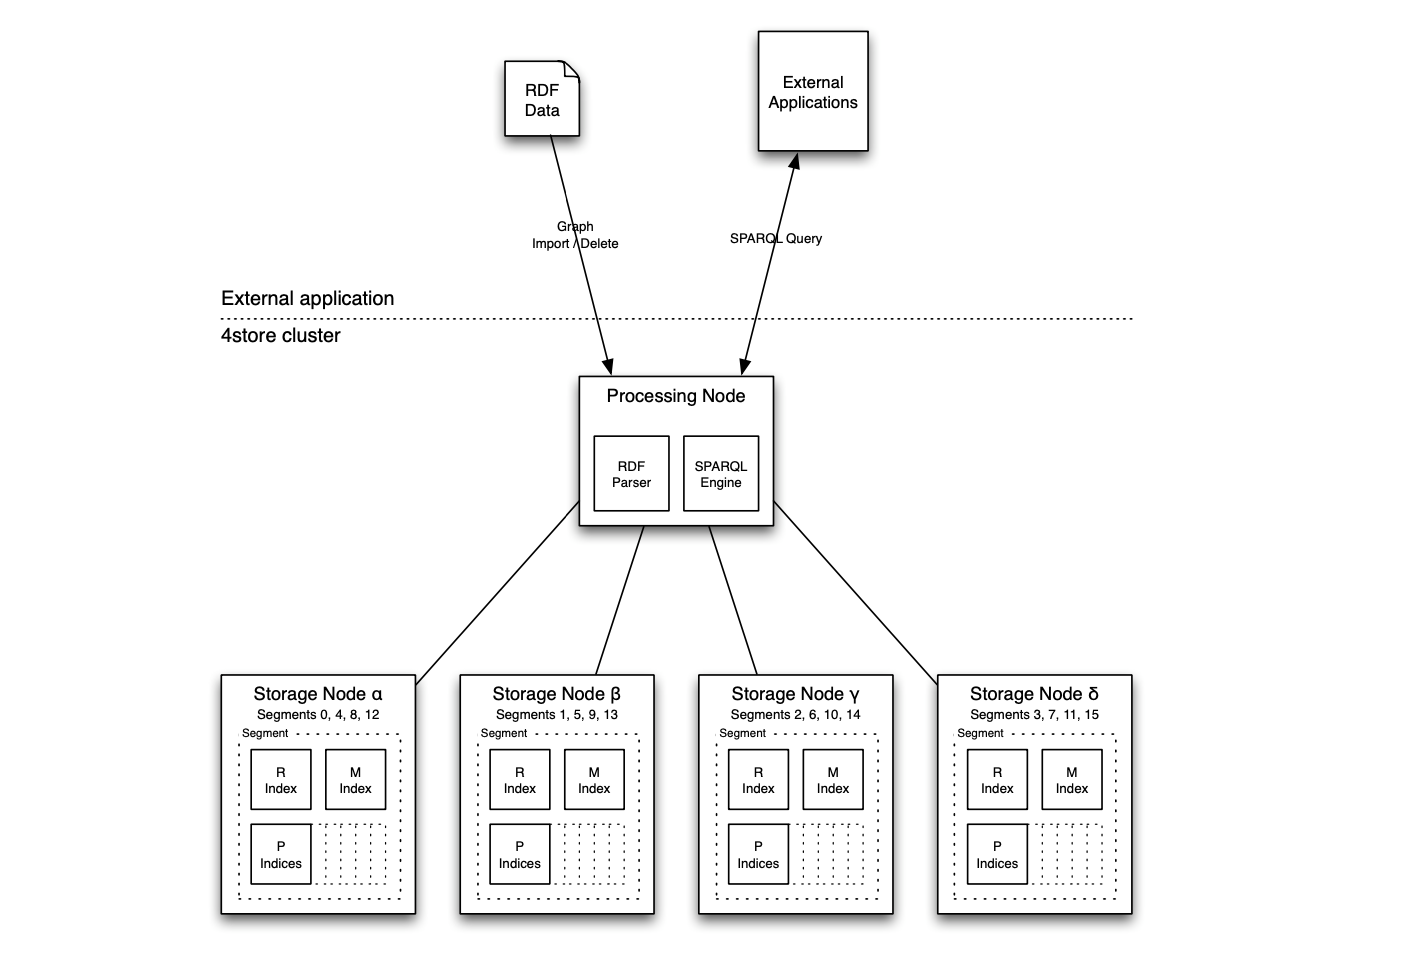 RDF
Data
External
Applications
Graph
Import / Delete
SPARQL Query
External application
4store cluster
Processing Node
RDF
Parser
SPARQL
Engine
Storage Node α
Segments 0, 4, 8, 12
Segment
R
Index
M
Index
P
Indices
Storage Node β
Segments 1, 5, 9, 13
Segment
R
Index
M
Index
P
Indices
Storage Node γ
Segments 2, 6, 10, 14
Segment
R
Index
M
Index
P
Indices
Storage Node δ
Segments 3, 7, 11, 15
Segment
R
Index
M
Index
P
Indices